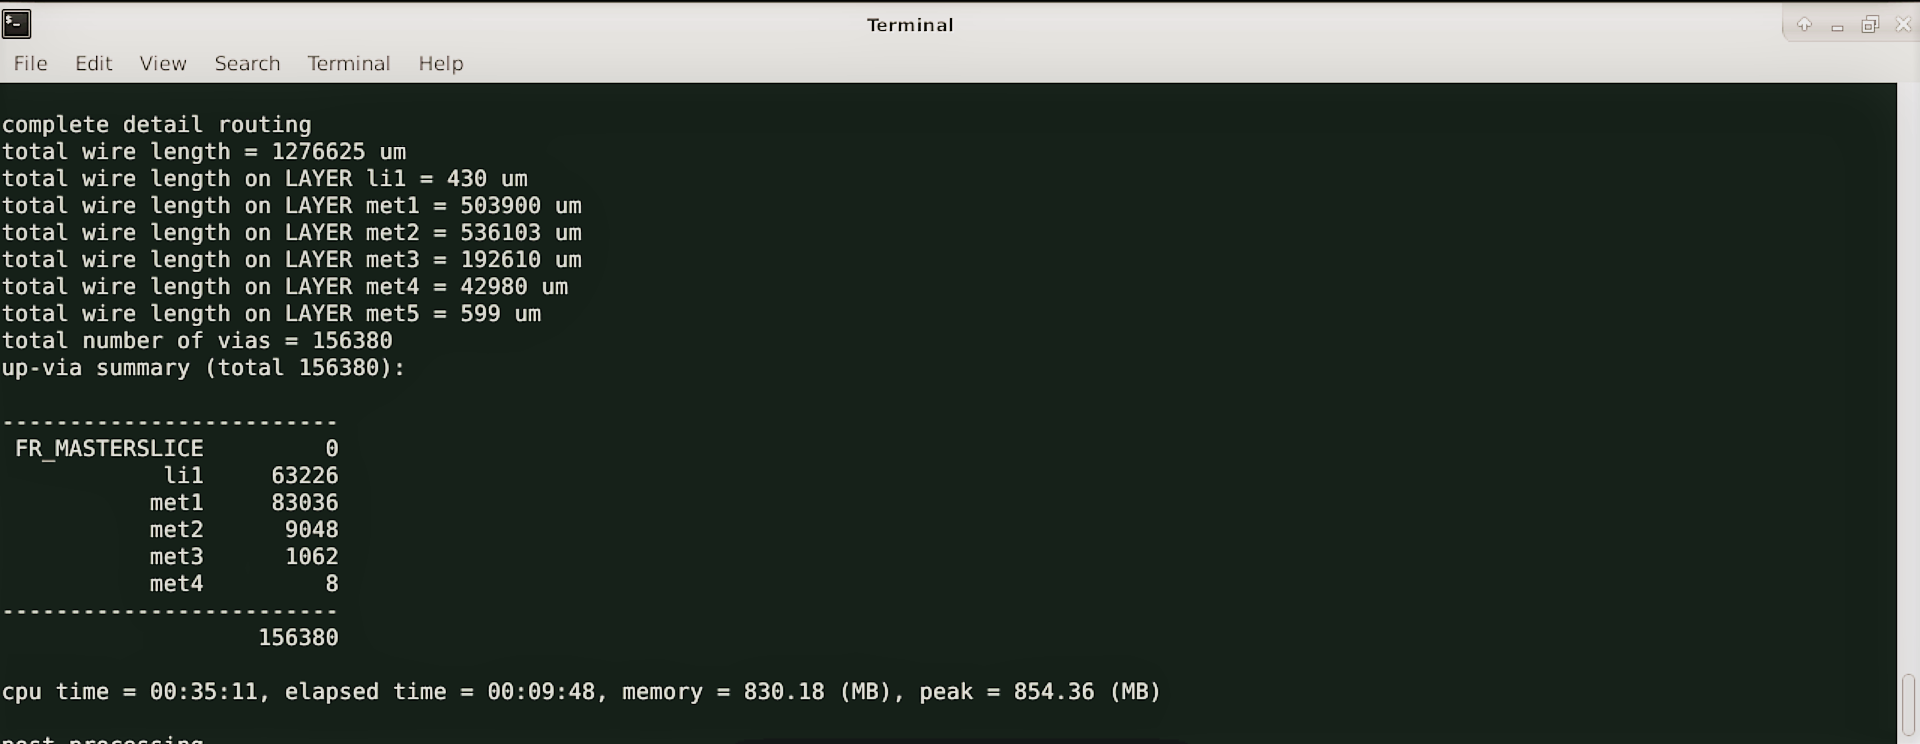 Terminal
File Edit View Search Terminal Help
complete detail routing
total wire length = 1276625 um
total wire length on LAYER li1 = 430 um
total wire length on LAYER met1 = 503900 um
total wire length on LAYER met2 = 536103 um
total wire length on LAYER met3 = 192610 um
total wire length on LAYER met4 = 42980 um
total wire length on LAYER met5 = 599 um
total number of vias = 156380
up-via summary (total 156380):
-------------------------
FR_MASTERSLICE 0
li1 63226
met1 83036
met2 9048
met3 1062
met4 8
-------------------------
156380
cpu time = 00:35:11, elapsed time = 00:09:48, memory = 830.18 (MB), peak = 854.36 (MB)
post processing